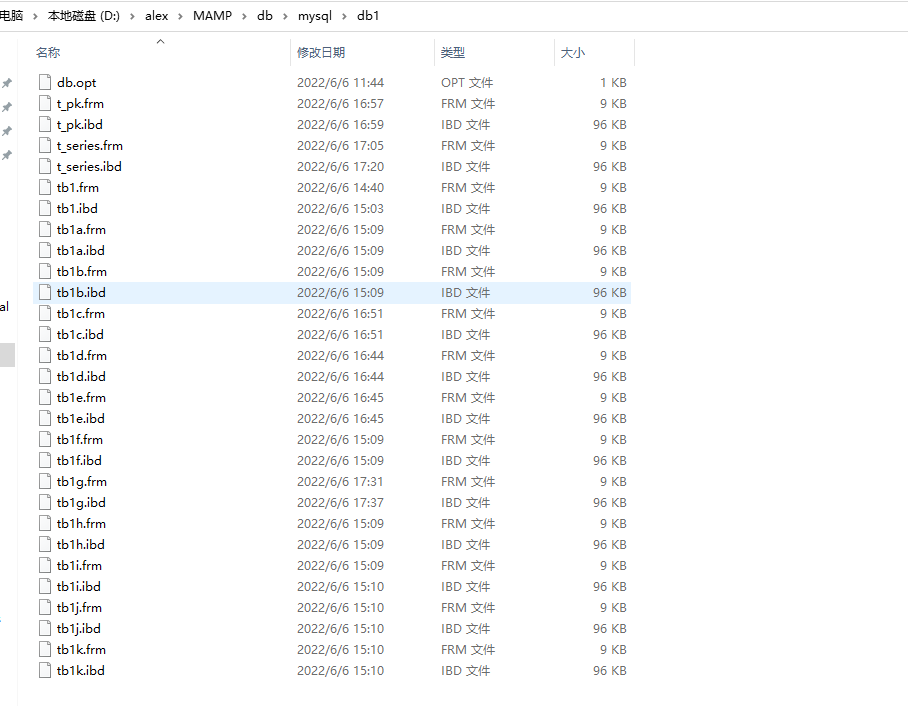 电脑 › 本地磁盘 (D:) › alex › MAMP › db › mysql › db1
名称 修改日期 类型 大小
db.opt 2022/6/6 11:44 OPT 文件 1 KB
t_pk.frm 2022/6/6 16:57 FRM 文件 9 KB
t_pk.ibd 2022/6/6 16:59 IBD 文件 96 KB
t_series.frm 2022/6/6 17:05 FRM 文件 9 KB
t_series.ibd 2022/6/6 17:20 IBD 文件 96 KB
tb1.frm 2022/6/6 14:40 FRM 文件 9 KB
tb1.ibd 2022/6/6 15:03 IBD 文件 96 KB
tb1a.frm 2022/6/6 15:09 FRM 文件 9 KB
tb1a.ibd 2022/6/6 15:09 IBD 文件 96 KB
tb1b.frm 2022/6/6 15:09 FRM 文件 9 KB
tb1b.ibd 2022/6/6 15:09 IBD 文件 96 KB
al
tb1c.frm 2022/6/6 16:51 FRM 文件 9 KB
tb1c.ibd 2022/6/6 16:51 IBD 文件 96 KB
tb1d.frm 2022/6/6 16:44 FRM 文件 9 KB
tb1d.ibd 2022/6/6 16:44 IBD 文件 96 KB
tb1e.frm 2022/6/6 16:45 FRM 文件 9 KB
tb1e.ibd 2022/6/6 16:45 IBD 文件 96 KB
tb1f.frm 2022/6/6 15:09 FRM 文件 9 KB
tb1f.ibd 2022/6/6 15:09 IBD 文件 96 KB
tb1g.frm 2022/6/6 17:31 FRM 文件 9 KB
tb1g.ibd 2022/6/6 17:37 IBD 文件 96 KB
tb1h.frm 2022/6/6 15:09 FRM 文件 9 KB
tb1h.ibd 2022/6/6 15:09 IBD 文件 96 KB
tb1i.frm 2022/6/6 15:09 FRM 文件 9 KB
tb1i.ibd 2022/6/6 15:10 IBD 文件 96 KB
tb1j.frm 2022/6/6 15:10 FRM 文件 9 KB
tb1j.ibd 2022/6/6 15:10 IBD 文件 96 KB
tb1k.frm 2022/6/6 15:10 FRM 文件 9 KB
tb1k.ibd 2022/6/6 15:10 IBD 文件 96 KB